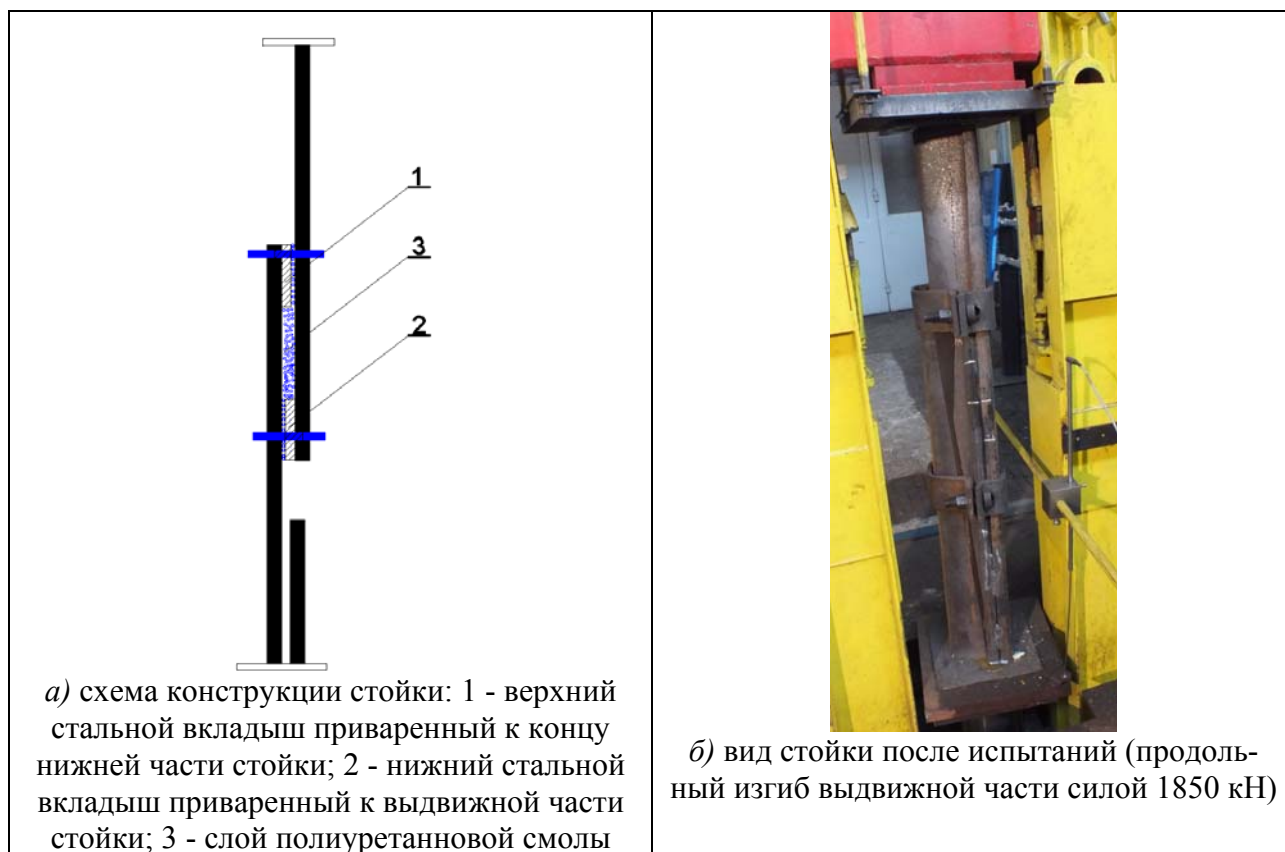 1
3
2
а) схема конструкции стойки: 1 - верхний
стальной вкладыш приваренный к концу
нижней части стойки; 2 - нижний стальной
вкладыш приваренный к выдвижной части
стойки; 3 - слой полиуретанновой смолы
б) вид стойки после испытаний (продоль-
ный изгиб выдвижной части силой 1850 кН)